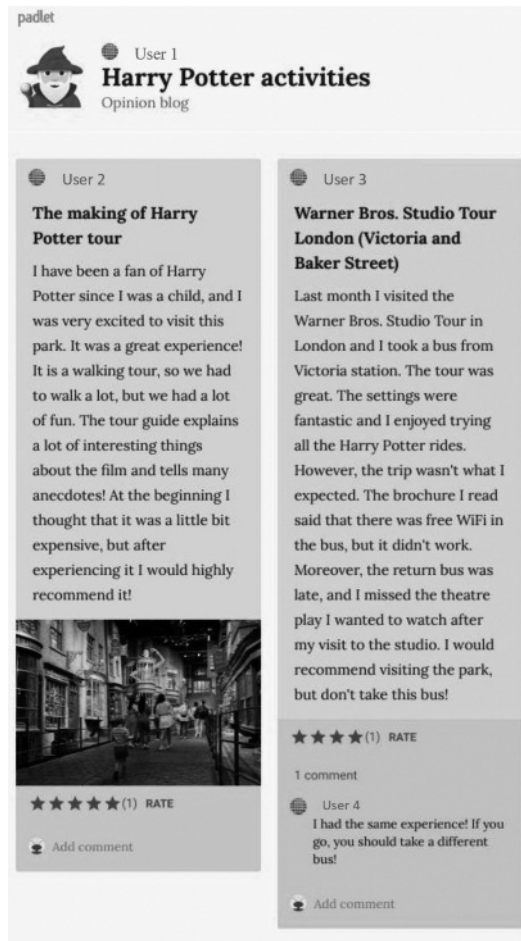 padlet
User 1
Harry Potter activities
Opinion blog
User 2
The making of Harry
Potter tour
I have been a fan of Harry
Potter since I was a child, and I
was very excited to visit this
park. It was a great experience!
It is a walking tour, so we had
to walk a lot, but we had a lot
of fun. The tour guide explains
a lot of interesting things
about the film and tells many
anecdotes! At the beginning I
thought that it was a little bit
expensive, but after
experiencing it I would highly
recommend it!
(1) RATE
Add comment
User 3
Warner Bros. Studio Tour
London (Victoria and
Baker Street)
Last month I visited the
Warner Bros. Studio Tour in
London and I took a bus from
Victoria station. The tour was
great. The settings were
fantastic and I enjoyed trying
all the Harry Potter rides.
However, the trip wasn't what I
expected. The brochure I read
said that there was free WiFi in
the bus, but it didn't work.
Moreover, the return bus was
late, and I missed the theatre
play I wanted to watch after
my visit to the studio. I would
recommend visiting the park,
but don't take this bus!
(1) RATE
1 comment
User 4
I had the same experience! If you
go, you should take a different
bus!
Add comment